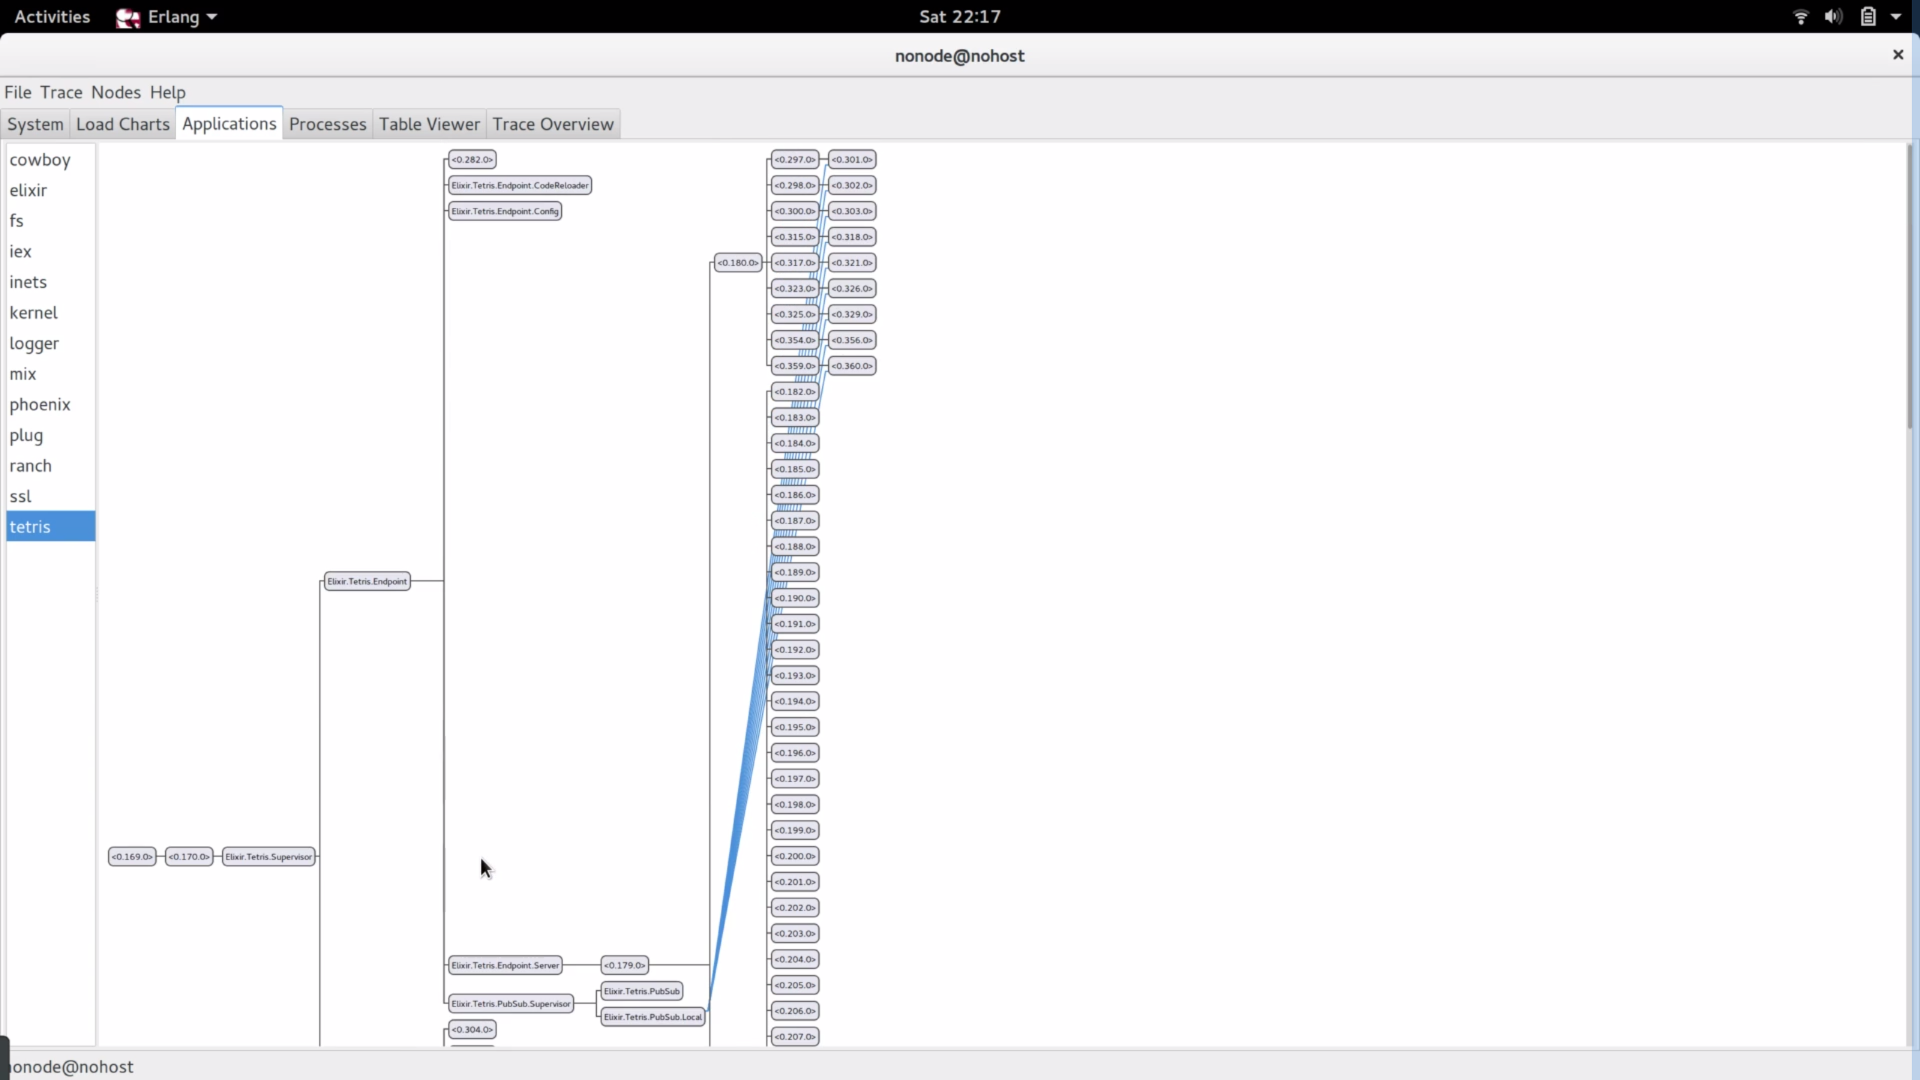 Activities Erlang Sat 22:17
nonode@nohost
File Trace Nodes Help
System Load Charts Applications Processes Table Viewer Trace Overview
cowboy
elixir
fs
iex
inets
kernel
logger
mix
phoenix
plug
ranch
ssl
tetris
<0.169.0> <0.170.0> Elixir.Tetris.Supervisor
Elixir.Tetris.Endpoint
<0.282.0>
Elixir.Tetris.Endpoint.CodeReloader
Elixir.Tetris.Endpoint.Config
Elixir.Tetris.Endpoint.Server <0.179.0>
Elixir.Tetris.PubSub.Supervisor
Elixir.Tetris.PubSub
Elixir.Tetris.PubSub.Local
<0.304.0>
<0.180.0>
<0.297.0> <0.301.0>
<0.298.0> <0.302.0>
<0.300.0> <0.303.0>
<0.315.0> <0.318.0>
<0.317.0> <0.321.0>
<0.323.0> <0.326.0>
<0.325.0> <0.329.0>
<0.354.0> <0.356.0>
<0.359.0> <0.360.0>
<0.182.0>
<0.183.0>
<0.184.0>
<0.185.0>
<0.186.0>
<0.187.0>
<0.188.0>
<0.189.0>
<0.190.0>
<0.191.0>
<0.192.0>
<0.193.0>
<0.194.0>
<0.195.0>
<0.196.0>
<0.197.0>
<0.198.0>
<0.199.0>
<0.200.0>
<0.201.0>
<0.202.0>
<0.203.0>
<0.204.0>
<0.205.0>
<0.206.0>
<0.207.0>
nonode@nohost